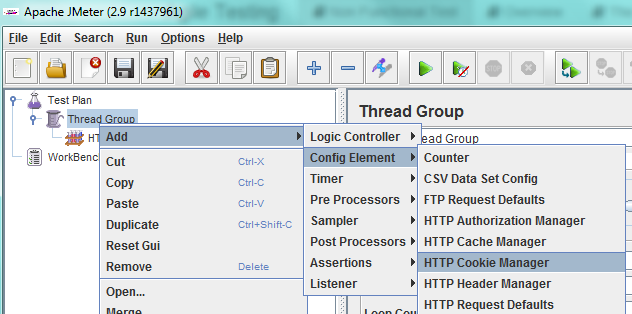 Apache JMeter (2.9 r1437961)
File Edit Search Run Options Help
Test Plan
Thread Group
HT
WorkBenc
Thread Group
Add
Cut Ctrl-X
Copy Ctrl-C
Paste Ctrl-V
Duplicate Ctrl+Shift-C
Reset Gui
Remove Delete
Open...
Merge
Logic Controller
Config Element
Timer
Pre Processors
Sampler
Post Processors
Assertions
Listener
read Group
Counter
CSV Data Set Config
FTP Request Defaults
HTTP Authorization Manager
HTTP Cache Manager
HTTP Cookie Manager
HTTP Header Manager
HTTP Request Defaults
Loop Count